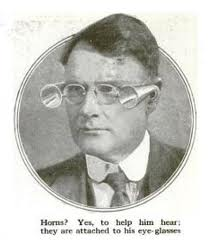 Horns? Yes, to help him hear;
they are attached to his eye-glasses